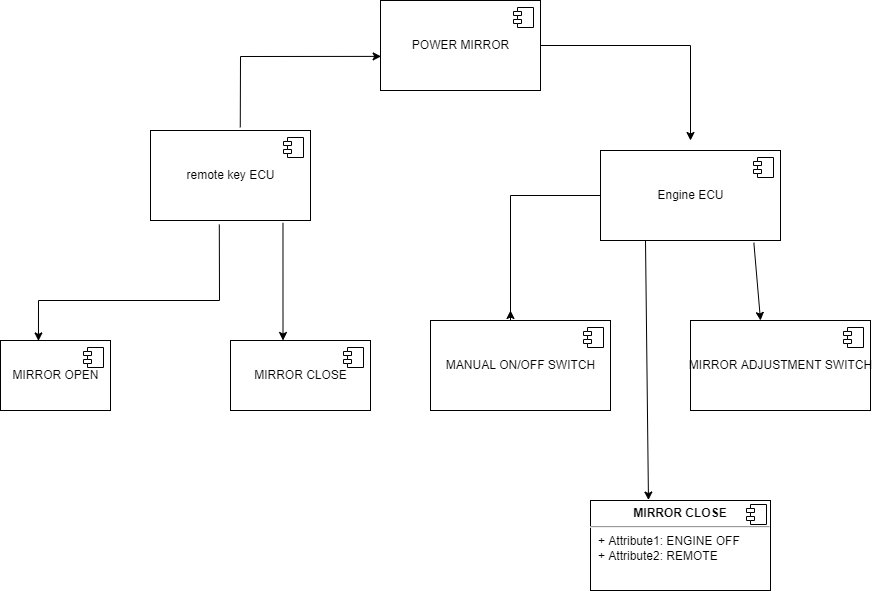 POWER MIRROR
remote key ECU
Engine ECU
MIRROR OPEN
MIRROR CLOSE
MANUAL ON/OFF SWITCH
MIRROR ADJUSTMENT SWITCH
MIRROR CLOSE
+ Attribute1: ENGINE OFF
+ Attribute2: REMOTE